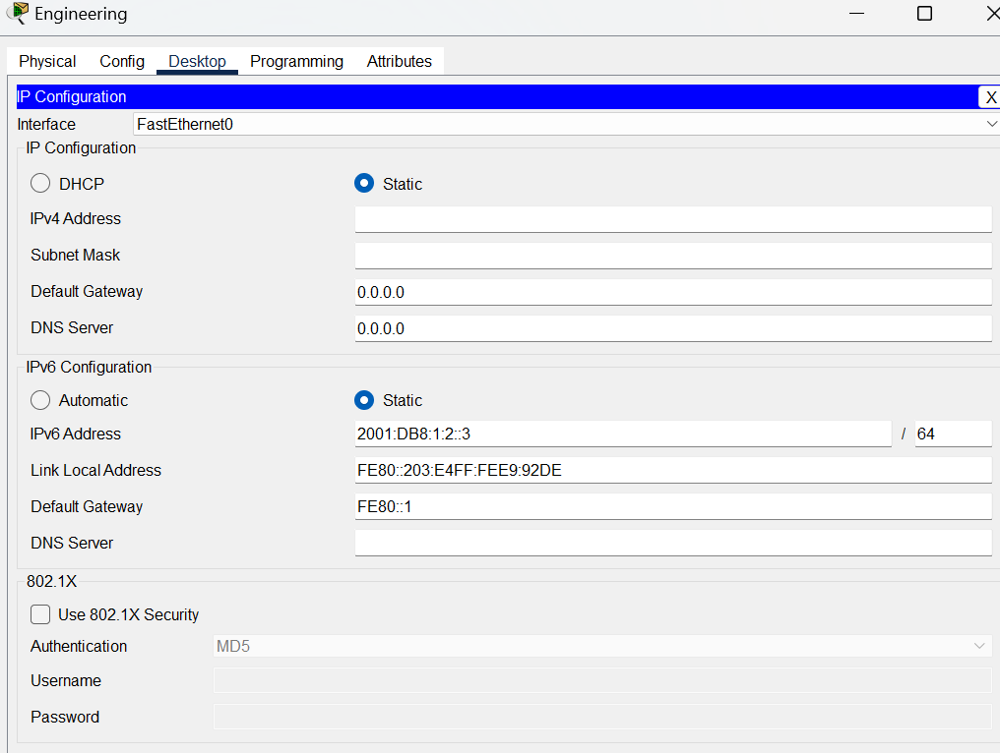 Engineering
Physical Config Desktop Programming Attributes
IP Configuration X
Interface FastEthernet0
IP Configuration
DHCP Static
IPv4 Address
Subnet Mask
Default Gateway 0.0.0.0
DNS Server 0.0.0.0
IPv6 Configuration
Automatic Static
IPv6 Address 2001:DB8:1:2::3 / 64
Link Local Address FE80::203:E4FF:FEE9:92DE
Default Gateway FE80::1
DNS Server
802.1X
Use 802.1X Security
Authentication MD5
Username
Password